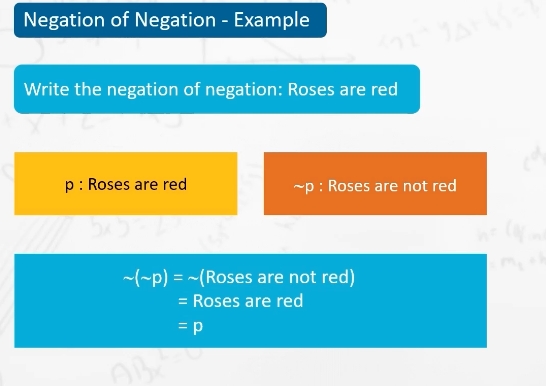 Negation of Negation - Example
Write the negation of negation: Roses are red
p : Roses are red
~p : Roses are not red
~(~p) = ~(Roses are not red)
= Roses are red
= p